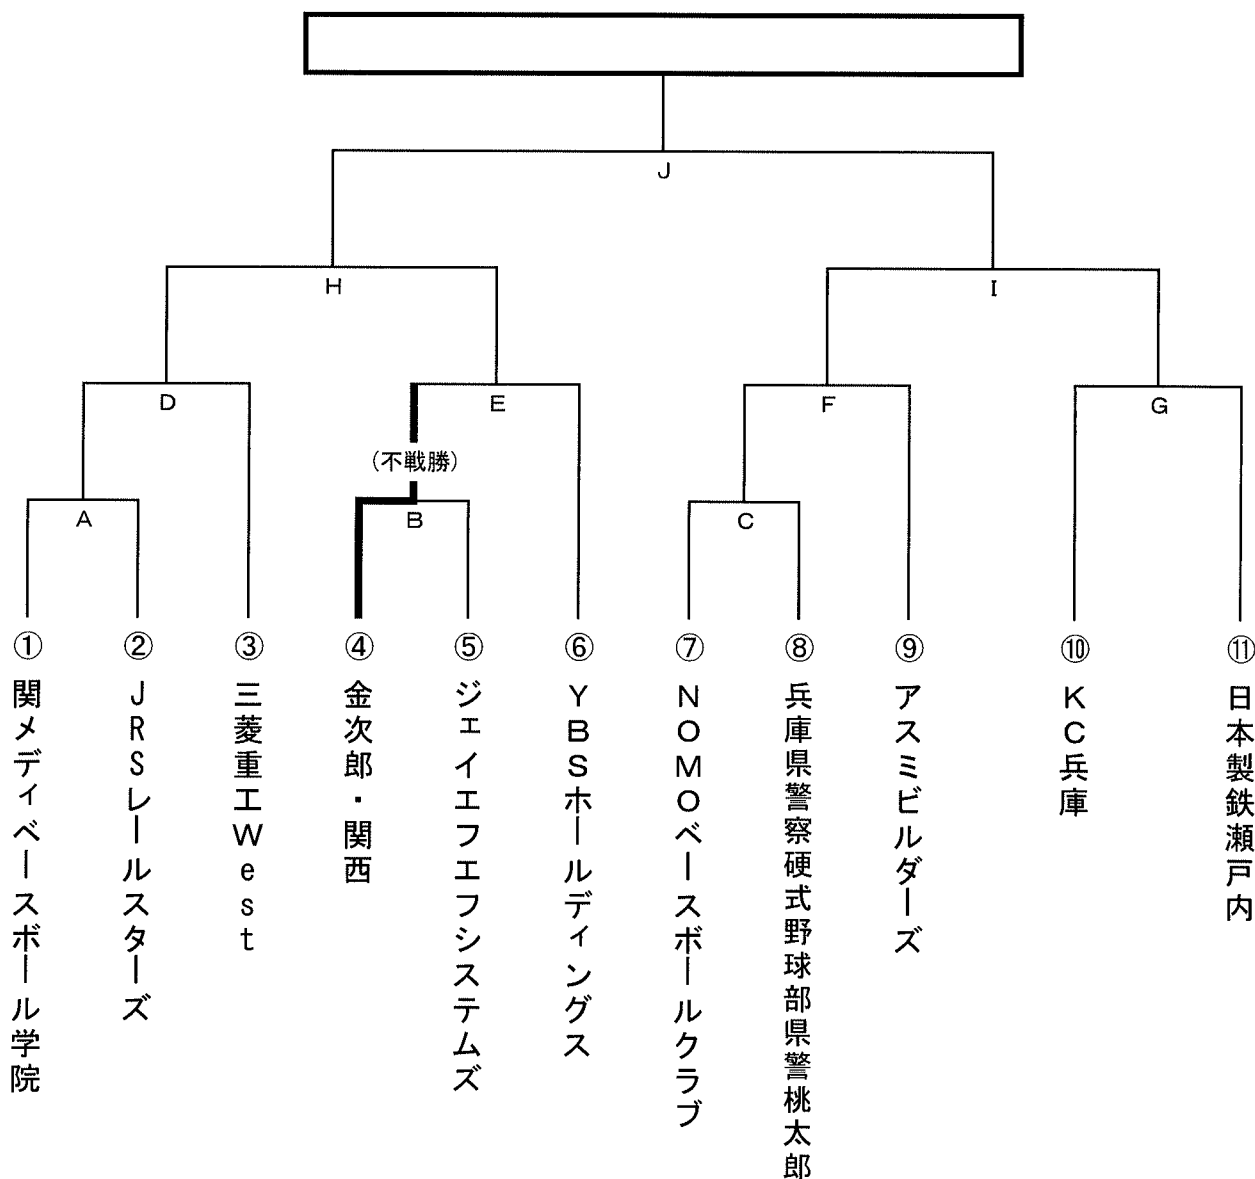 J
H
I
D
E
F
G
(不戦勝)
A
B
C
① 関メディベースボール学院
② JRSレールスターズ
③ 三菱重工West
④ 金次郎・関西
⑤ ジェイエフエフシステムズ
⑥ YBSホールディングス
⑦ NOMOベースボールクラブ
⑧ 兵庫県警察硬式野球部県警桃太郎
⑨ アスミビルダーズ
⑩ KC兵庫
⑪ 日本製鉄瀬戸内